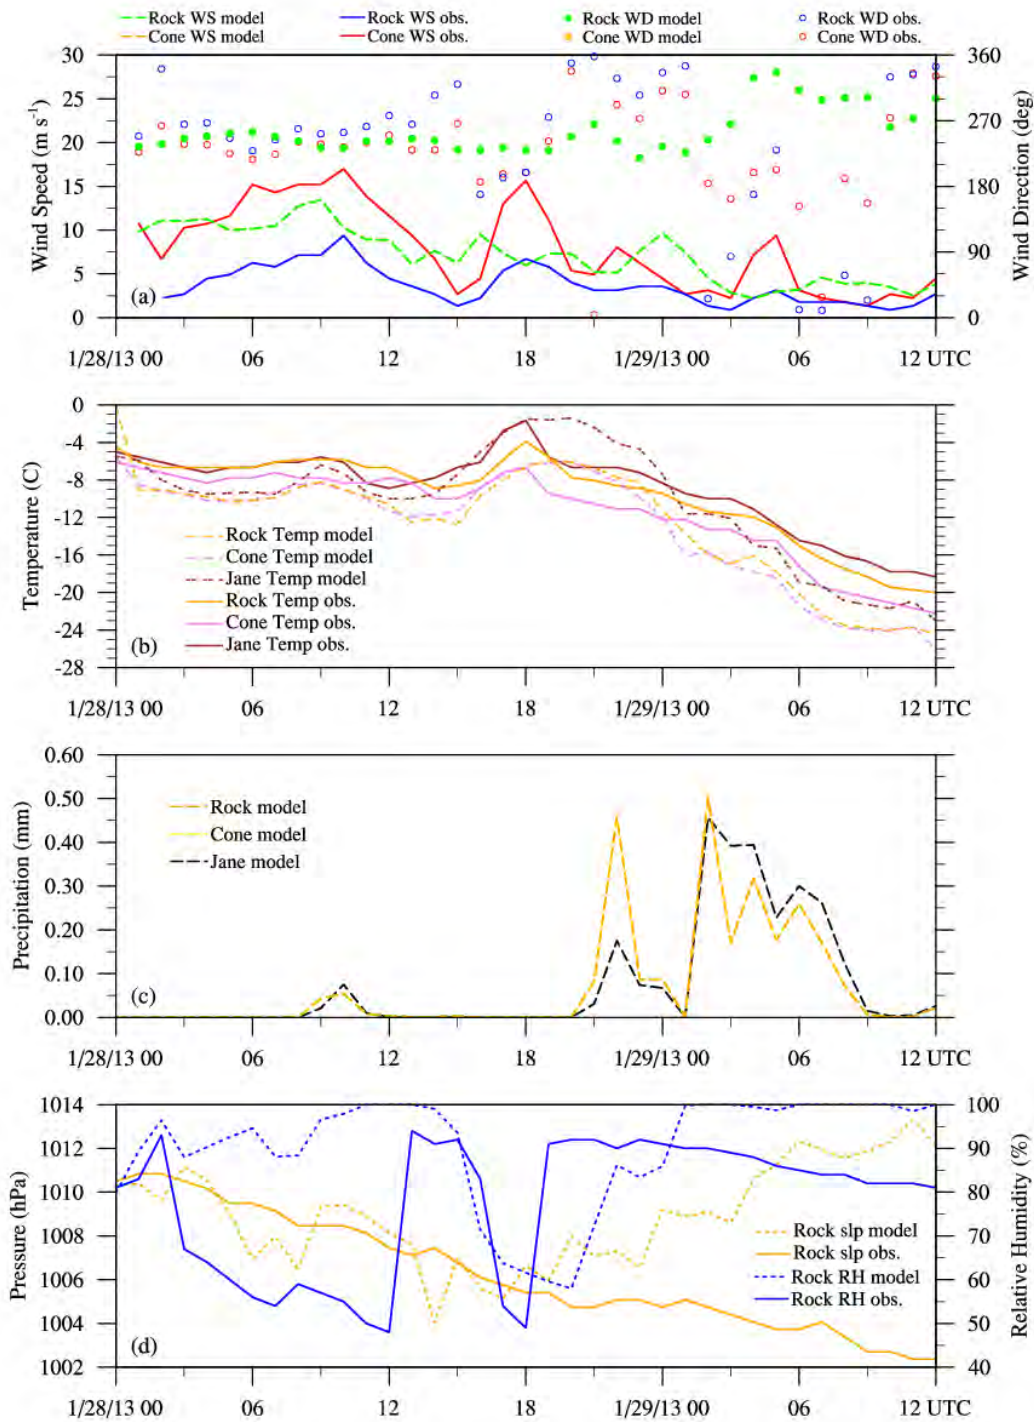 Rock WS model Rock WS obs. Rock WD model Rock WD obs.
Cone WS model Cone WS obs. Cone WD model Cone WD obs.
30 360
25
20 270
15 180
10
5 90
0 0
Wind Speed (m s⁻¹)
Wind Direction (deg)
(a)
1/28/13 00 06 12 18 1/29/13 00 06 12 UTC
0
-4
-8
-12
-16
-20
-24
-28
Temperature (C)
Rock Temp model
Cone Temp model
Jane Temp model
Rock Temp obs.
Cone Temp obs.
Jane Temp obs.
(b)
1/28/13 00 06 12 18 1/29/13 00 06 12 UTC
0.60
0.50
0.40
0.30
0.20
0.10
0.00
Precipitation (mm)
Rock model
Cone model
Jane model
(c)
1/28/13 00 06 12 18 1/29/13 00 06 12 UTC
1014 100
1012 90
1010 80
1008 70
1006 60
1004 50
1002 40
Pressure (hPa)
Relative Humidity (%)
Rock slp model
Rock slp obs.
Rock RH model
Rock RH obs.
(d)
1/28/13 00 06 12 18 1/29/13 00 06 12 UTC